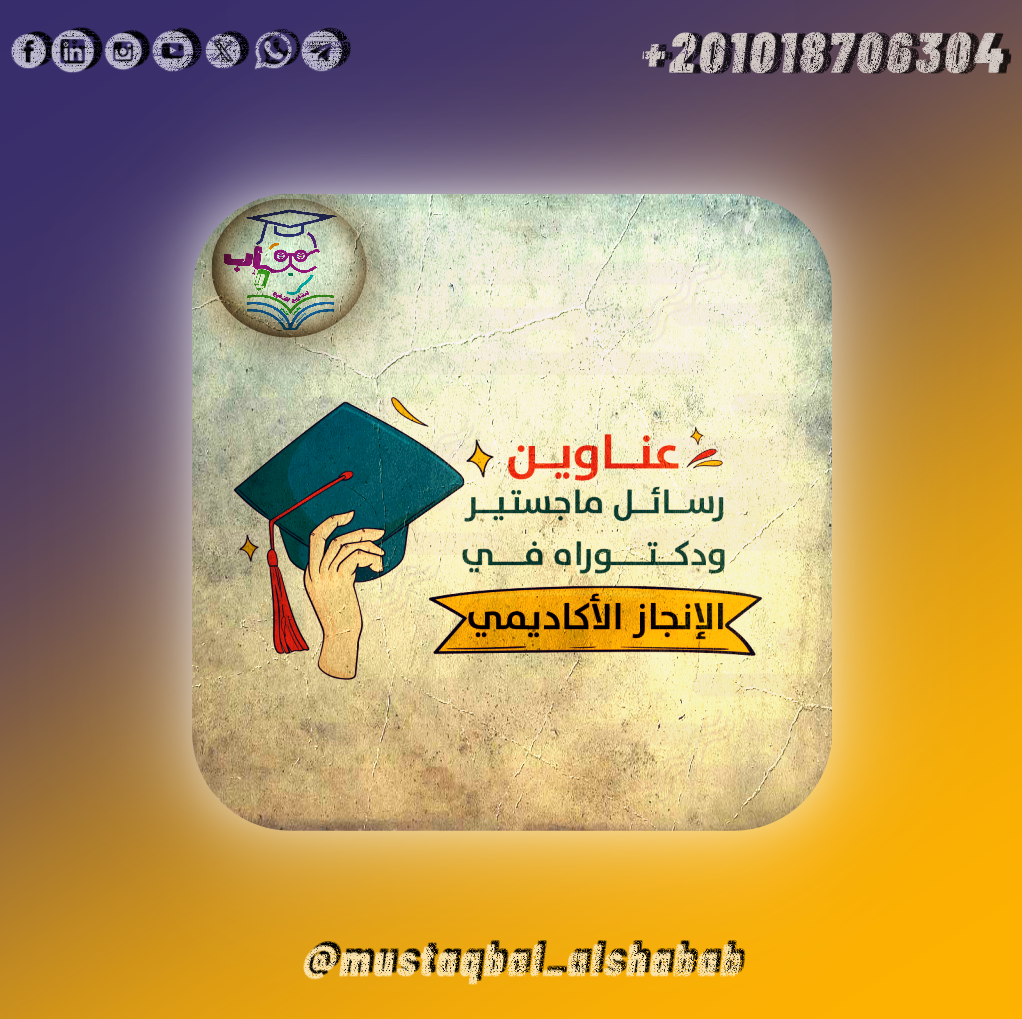 +201018706304
عناوين
رسائل ماجستير
ودكتوراه في
الإنجاز الأكاديمي
@mustaqbal_alshabab